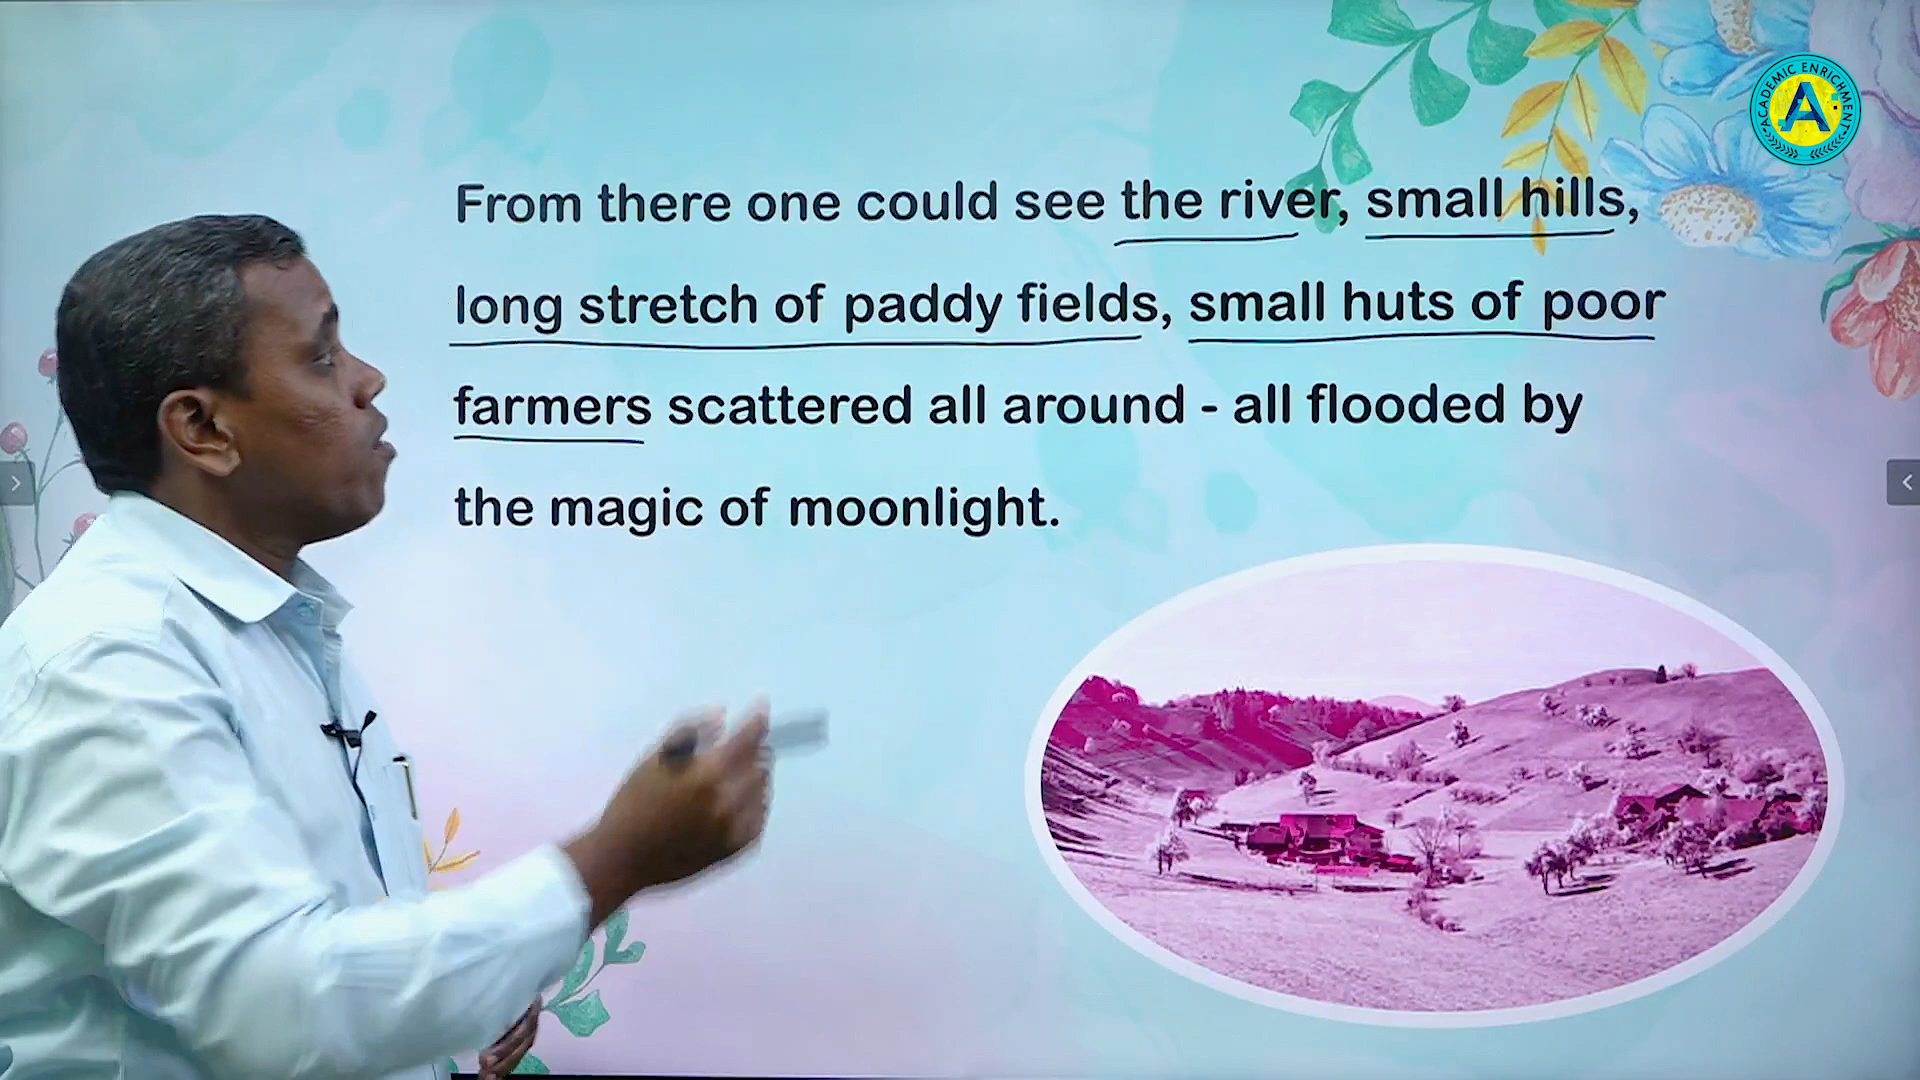 ACADEMIC ENRICHMENT
A
From there one could see the river, small hills,
long stretch of paddy fields, small huts of poor
farmers scattered all around - all flooded by
the magic of moonlight.